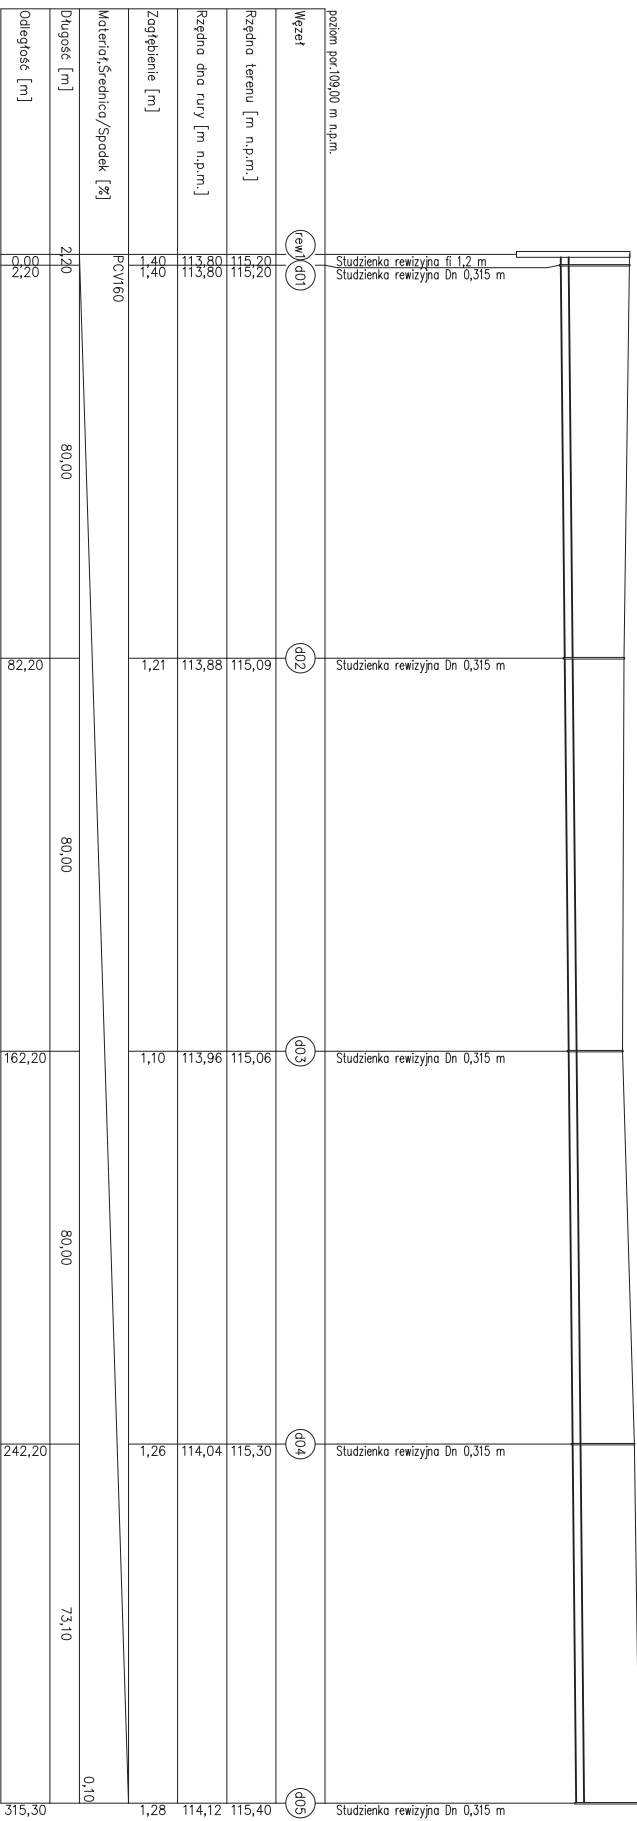 poziom por.109,00 m n.p.m.
Węzeł
Rzędna terenu [m n.p.m.]
Rzędna dna rury [m n.p.m.]
Zagłębienie [m]
Materiał,Średnica/Spadek [%]
Długość [m]
Odległość [m]
rew1
Studzienka rewizyjna fi 1,2 m
115,20
113,80
1,40
0,00
d01
Studzienka rewizyjna Dn 0,315 m
115,20
113,80
1,40
2,20
PCV160
2,20
80,00
d02
Studzienka rewizyjna Dn 0,315 m
115,09
113,88
1,21
82,20
80,00
d03
Studzienka rewizyjna Dn 0,315 m
115,06
113,96
1,10
162,20
80,00
d04
Studzienka rewizyjna Dn 0,315 m
115,30
114,04
1,26
242,20
73,10
0,10
d05
Studzienka rewizyjna Dn 0,315 m
115,40
114,12
1,28
315,30